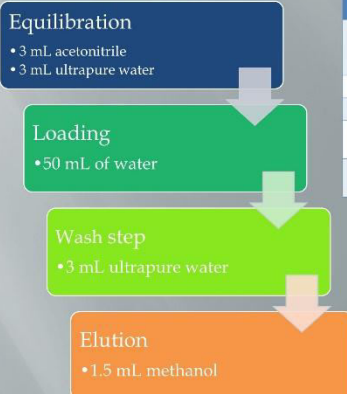 Equilibration
• 3 mL acetonitrile
• 3 mL ultrapure water
Loading
•50 mL of water
Wash step
•3 mL ultrapure water
Elution
•1.5 mL methanol